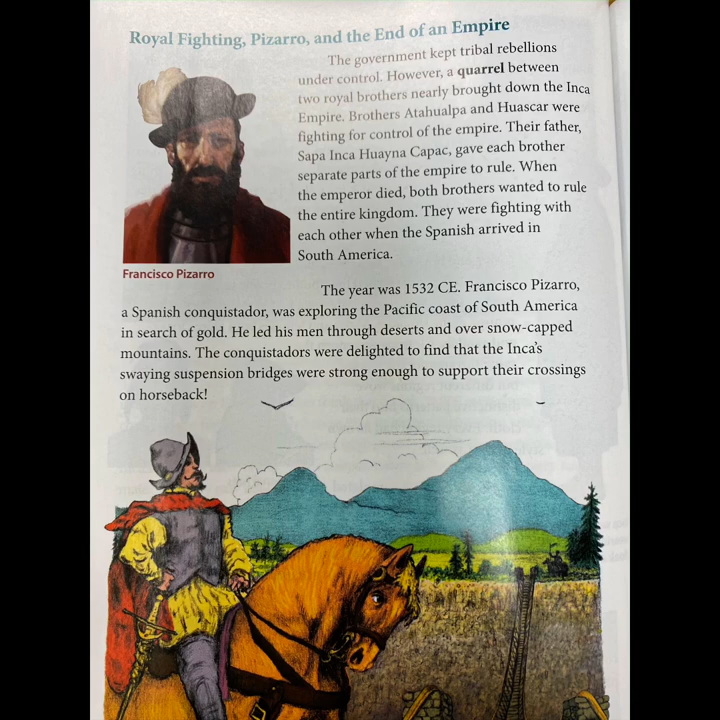 Royal Fighting, Pizarro, and the End of an Empire
The government kept tribal rebellions
under control. However, a quarrel between
two royal brothers nearly brought down the Inca
Empire. Brothers Atahualpa and Huascar were
fighting for control of the empire. Their father,
Sapa Inca Huayna Capac, gave each brother
separate parts of the empire to rule. When
the emperor died, both brothers wanted to rule
the entire kingdom. They were fighting with
each other when the Spanish arrived in
South America.
Francisco Pizarro
The year was 1532 CE. Francisco Pizarro,
a Spanish conquistador, was exploring the Pacific coast of South America
in search of gold. He led his men through deserts and over snow-capped
mountains. The conquistadors were delighted to find that the Inca's
swaying suspension bridges were strong enough to support their crossings
on horseback!